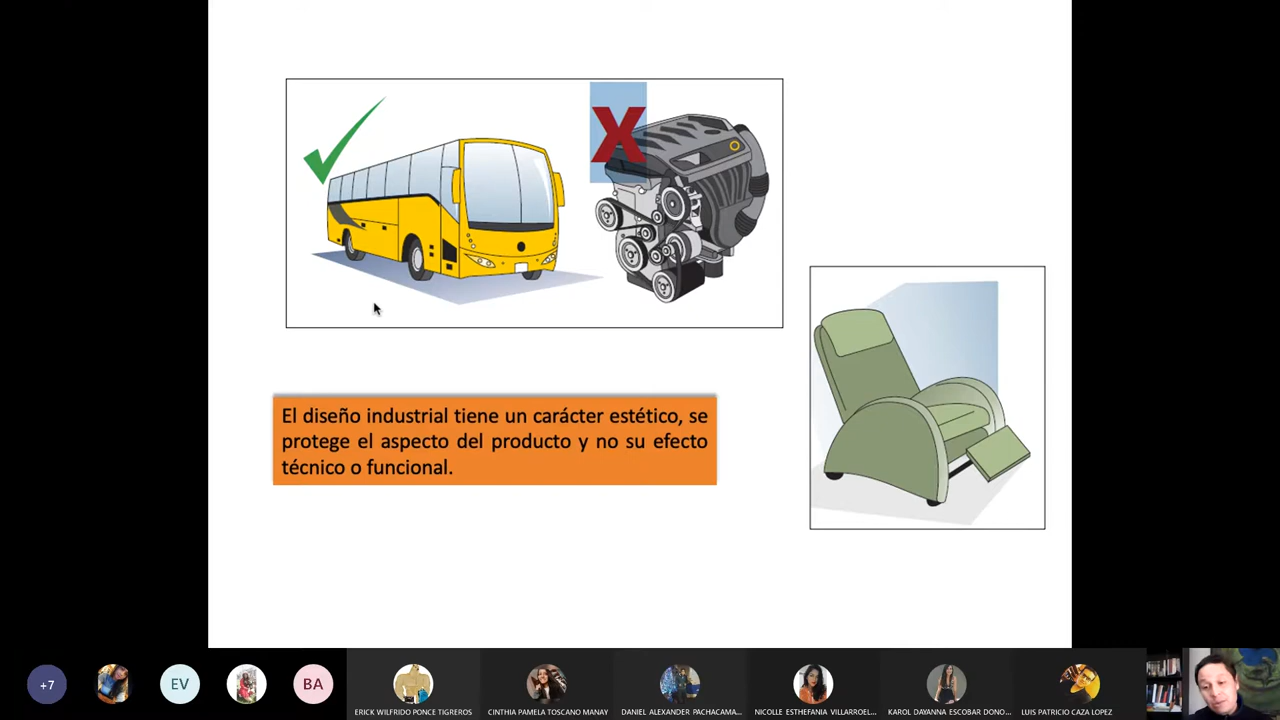 X
El diseño industrial tiene un carácter estético, se
protege el aspecto del producto y no su efecto
técnico o funcional.
+7
EV
BA
ERICK WILFRIDO PONCE TIGREROS
CINTHIA PAMELA TOSCANO MANAY
DANIEL ALEXANDER PACHACAMA...
NICOLLE ESTHEFANIA VILLARROEL...
KAROL DAYANNA ESCOBAR DONO...
LUIS PATRICIO CAZA LOPEZ